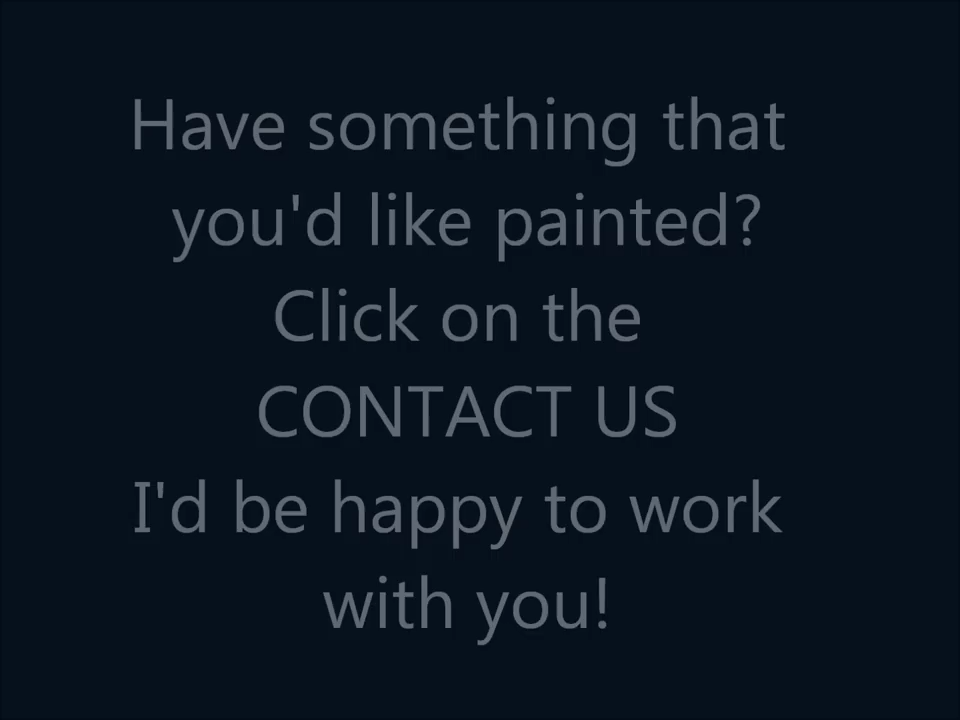 Have something that
you'd like painted?
Click on the
CONTACT US
I'd be happy to work
with you!